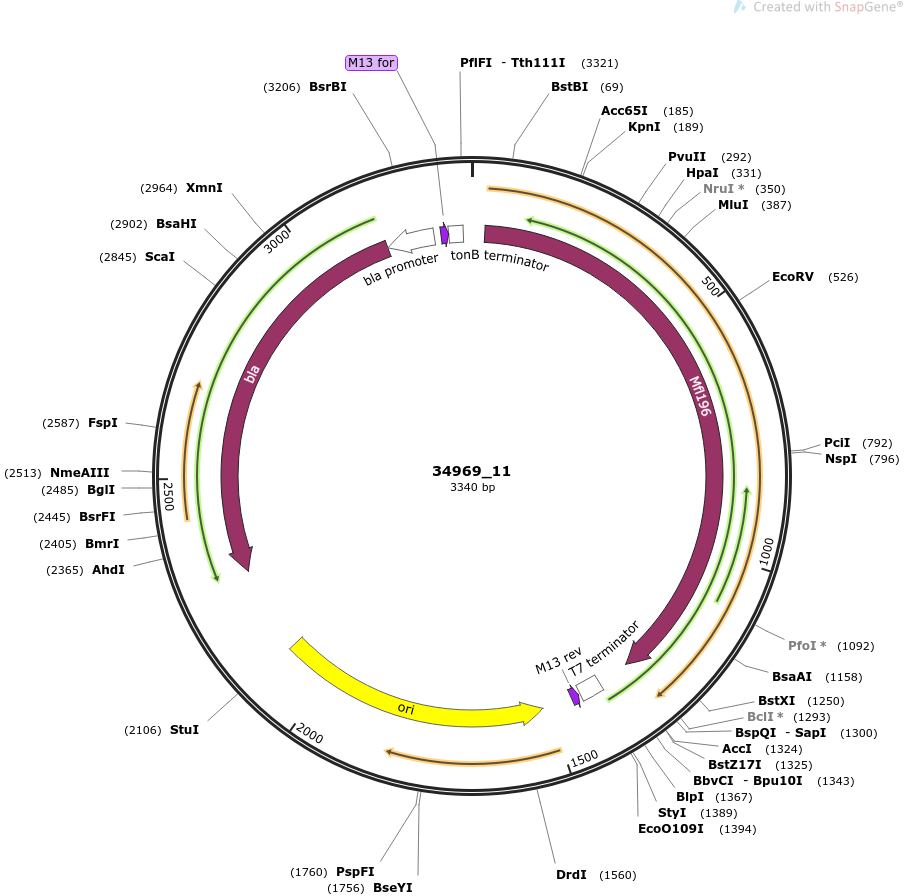 Created with SnapGene®
M13 for
PflFI - Tth111I (3321)
(3206) BsrBI
BstBI (69)
Acc65I (185)
KpnI (189)
PvuII (292)
HpaI (331)
NruI * (350)
MluI (387)
(2964) XmnI
(2902) BsaHI
(2845) ScaI
3000
bla promoter
tonB terminator
500
EcoRV (526)
bla
Mfl196
(2587) FspI
PciI (792)
NspI (796)
(2513) NmeAIII
(2485) BglI
(2445) BsrFI
(2405) BmrI
(2365) AhdI
2500
34969_11
3340 bp
1000
PfoI * (1092)
BsaAI (1158)
BstXI (1250)
BclI * (1293)
BspQI - SapI (1300)
AccI (1324)
BstZ17I (1325)
BbvCI - Bpu10I (1343)
BlpI (1367)
StyI (1389)
EcoO109I (1394)
M13 rev
T7 terminator
ori
(2106) StuI
2000
1500
(1760) PspFI
(1756) BseYI
DrdI (1560)